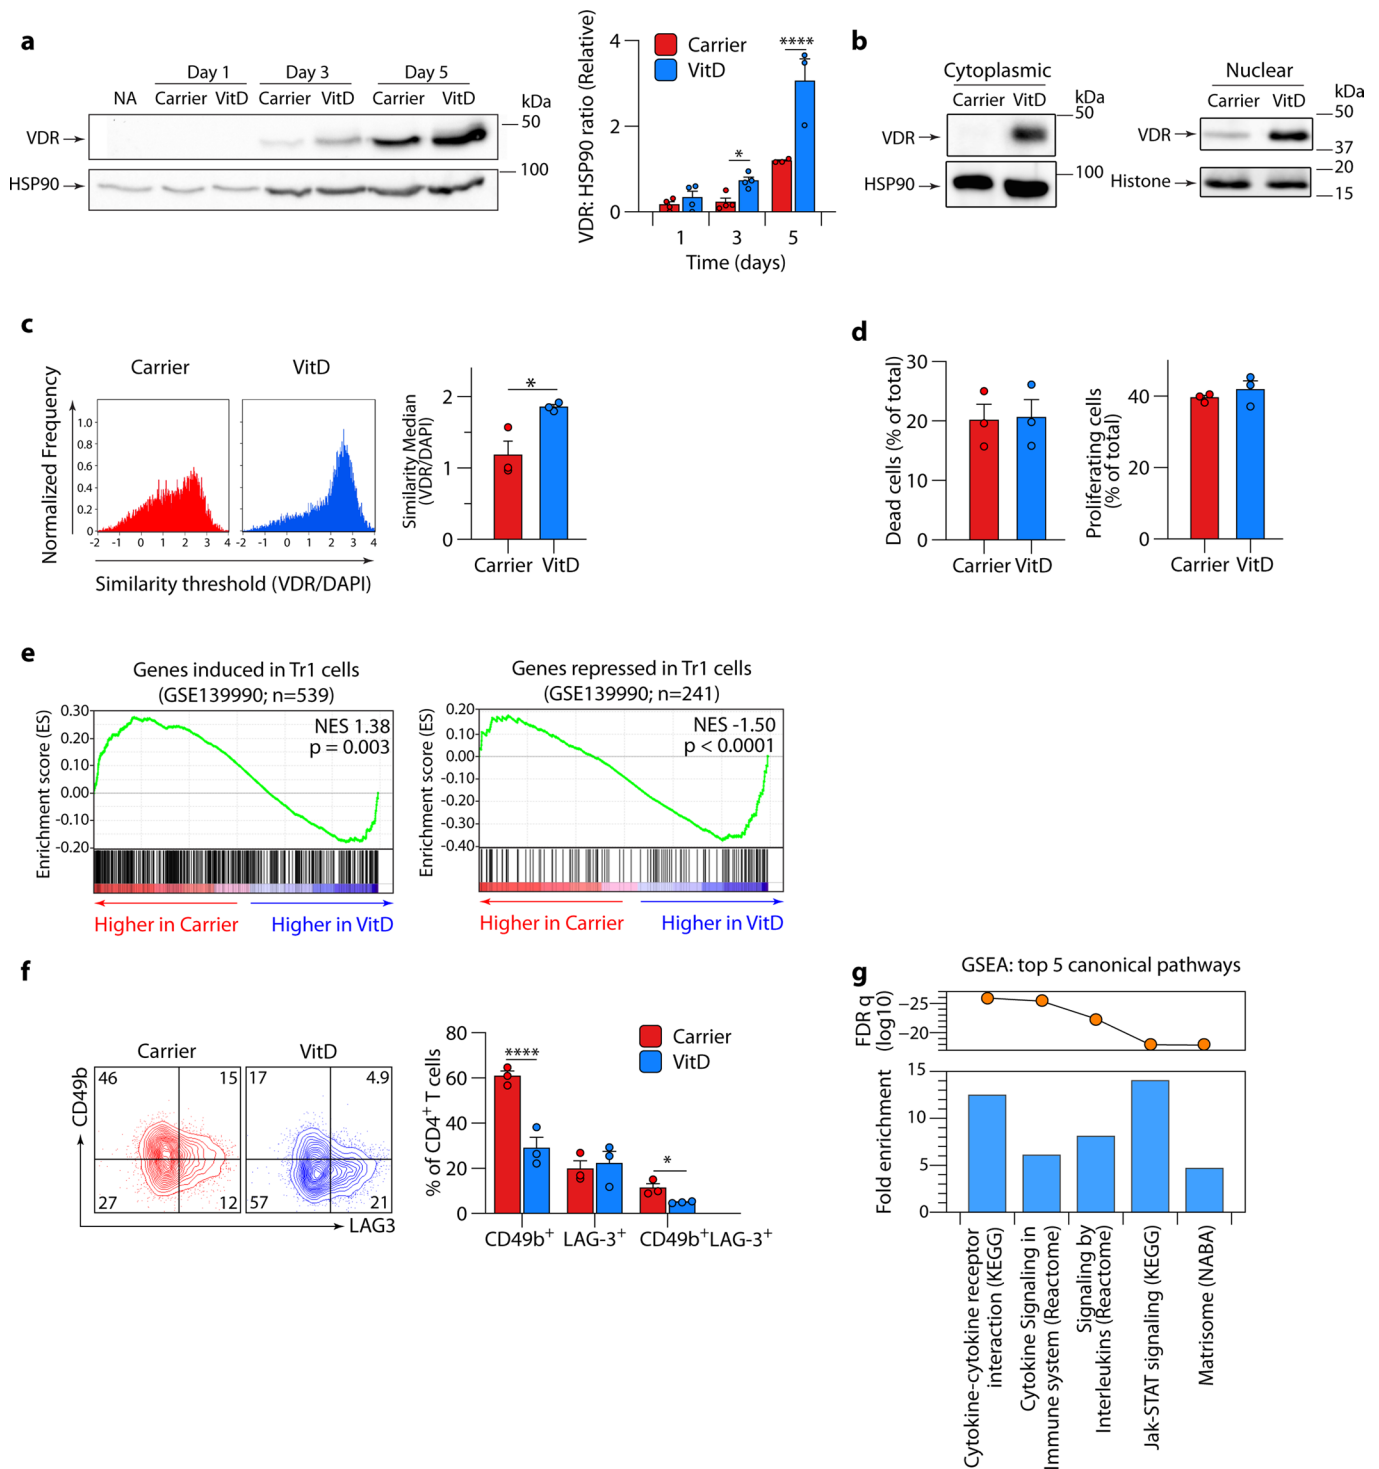 a
Day 1
Day 3
Day 5
NA
Carrier
VitD
Carrier
VitD
Carrier
VitD
kDa
VDR
50
HSP90
100
VDR: HSP90 ratio (Relative)
4
2
0
Carrier
VitD
*
****
1
3
5
Time (days)
b
Cytoplasmic
Carrier
VitD
kDa
VDR
50
HSP90
100
Nuclear
Carrier
VitD
kDa
VDR
50
37
Histone
20
15
c
Carrier
VitD
Normalized Frequency
1.0
0.8
0.6
0.4
0.2
0
-2 -1 0 1 2 3 4
-2 -1 0 1 2 3 4
Similarity threshold (VDR/DAPI)
Similarity Median
(VDR/DAPI)
2
1
0
*
Carrier
VitD
d
Dead cells (% of total)
30
20
10
0
Carrier
VitD
Proliferating cells
(% of total)
40
20
0
Carrier
VitD
e
Genes induced in Tr1 cells
(GSE139990; n=539)
Enrichment score (ES)
0.30
0.20
0.10
0.00
-0.10
-0.20
NES 1.38
p = 0.003
Higher in Carrier
Higher in VitD
Genes repressed in Tr1 cells
(GSE139990; n=241)
Enrichment score (ES)
0.20
0.10
0.00
-0.10
-0.20
-0.30
-0.40
NES -1.50
p < 0.0001
Higher in Carrier
Higher in VitD
f
Carrier
VitD
CD49b
46
15
27
12
17
4.9
57
21
LAG3
% of CD4+ T cells
80
60
40
20
0
Carrier
VitD
****
*
CD49b+
LAG-3+
CD49b+LAG-3+
g
GSEA: top 5 canonical pathways
FDR q
(log10)
−25
−20
Fold enrichment
15
10
5
0
Cytokine-cytokine receptor
interaction (KEGG)
Cytokine Signaling in
Immune system (Reactome)
Signaling by
Interleukins (Reactome)
Jak-STAT signaling (KEGG)
Matrisome (NABA)